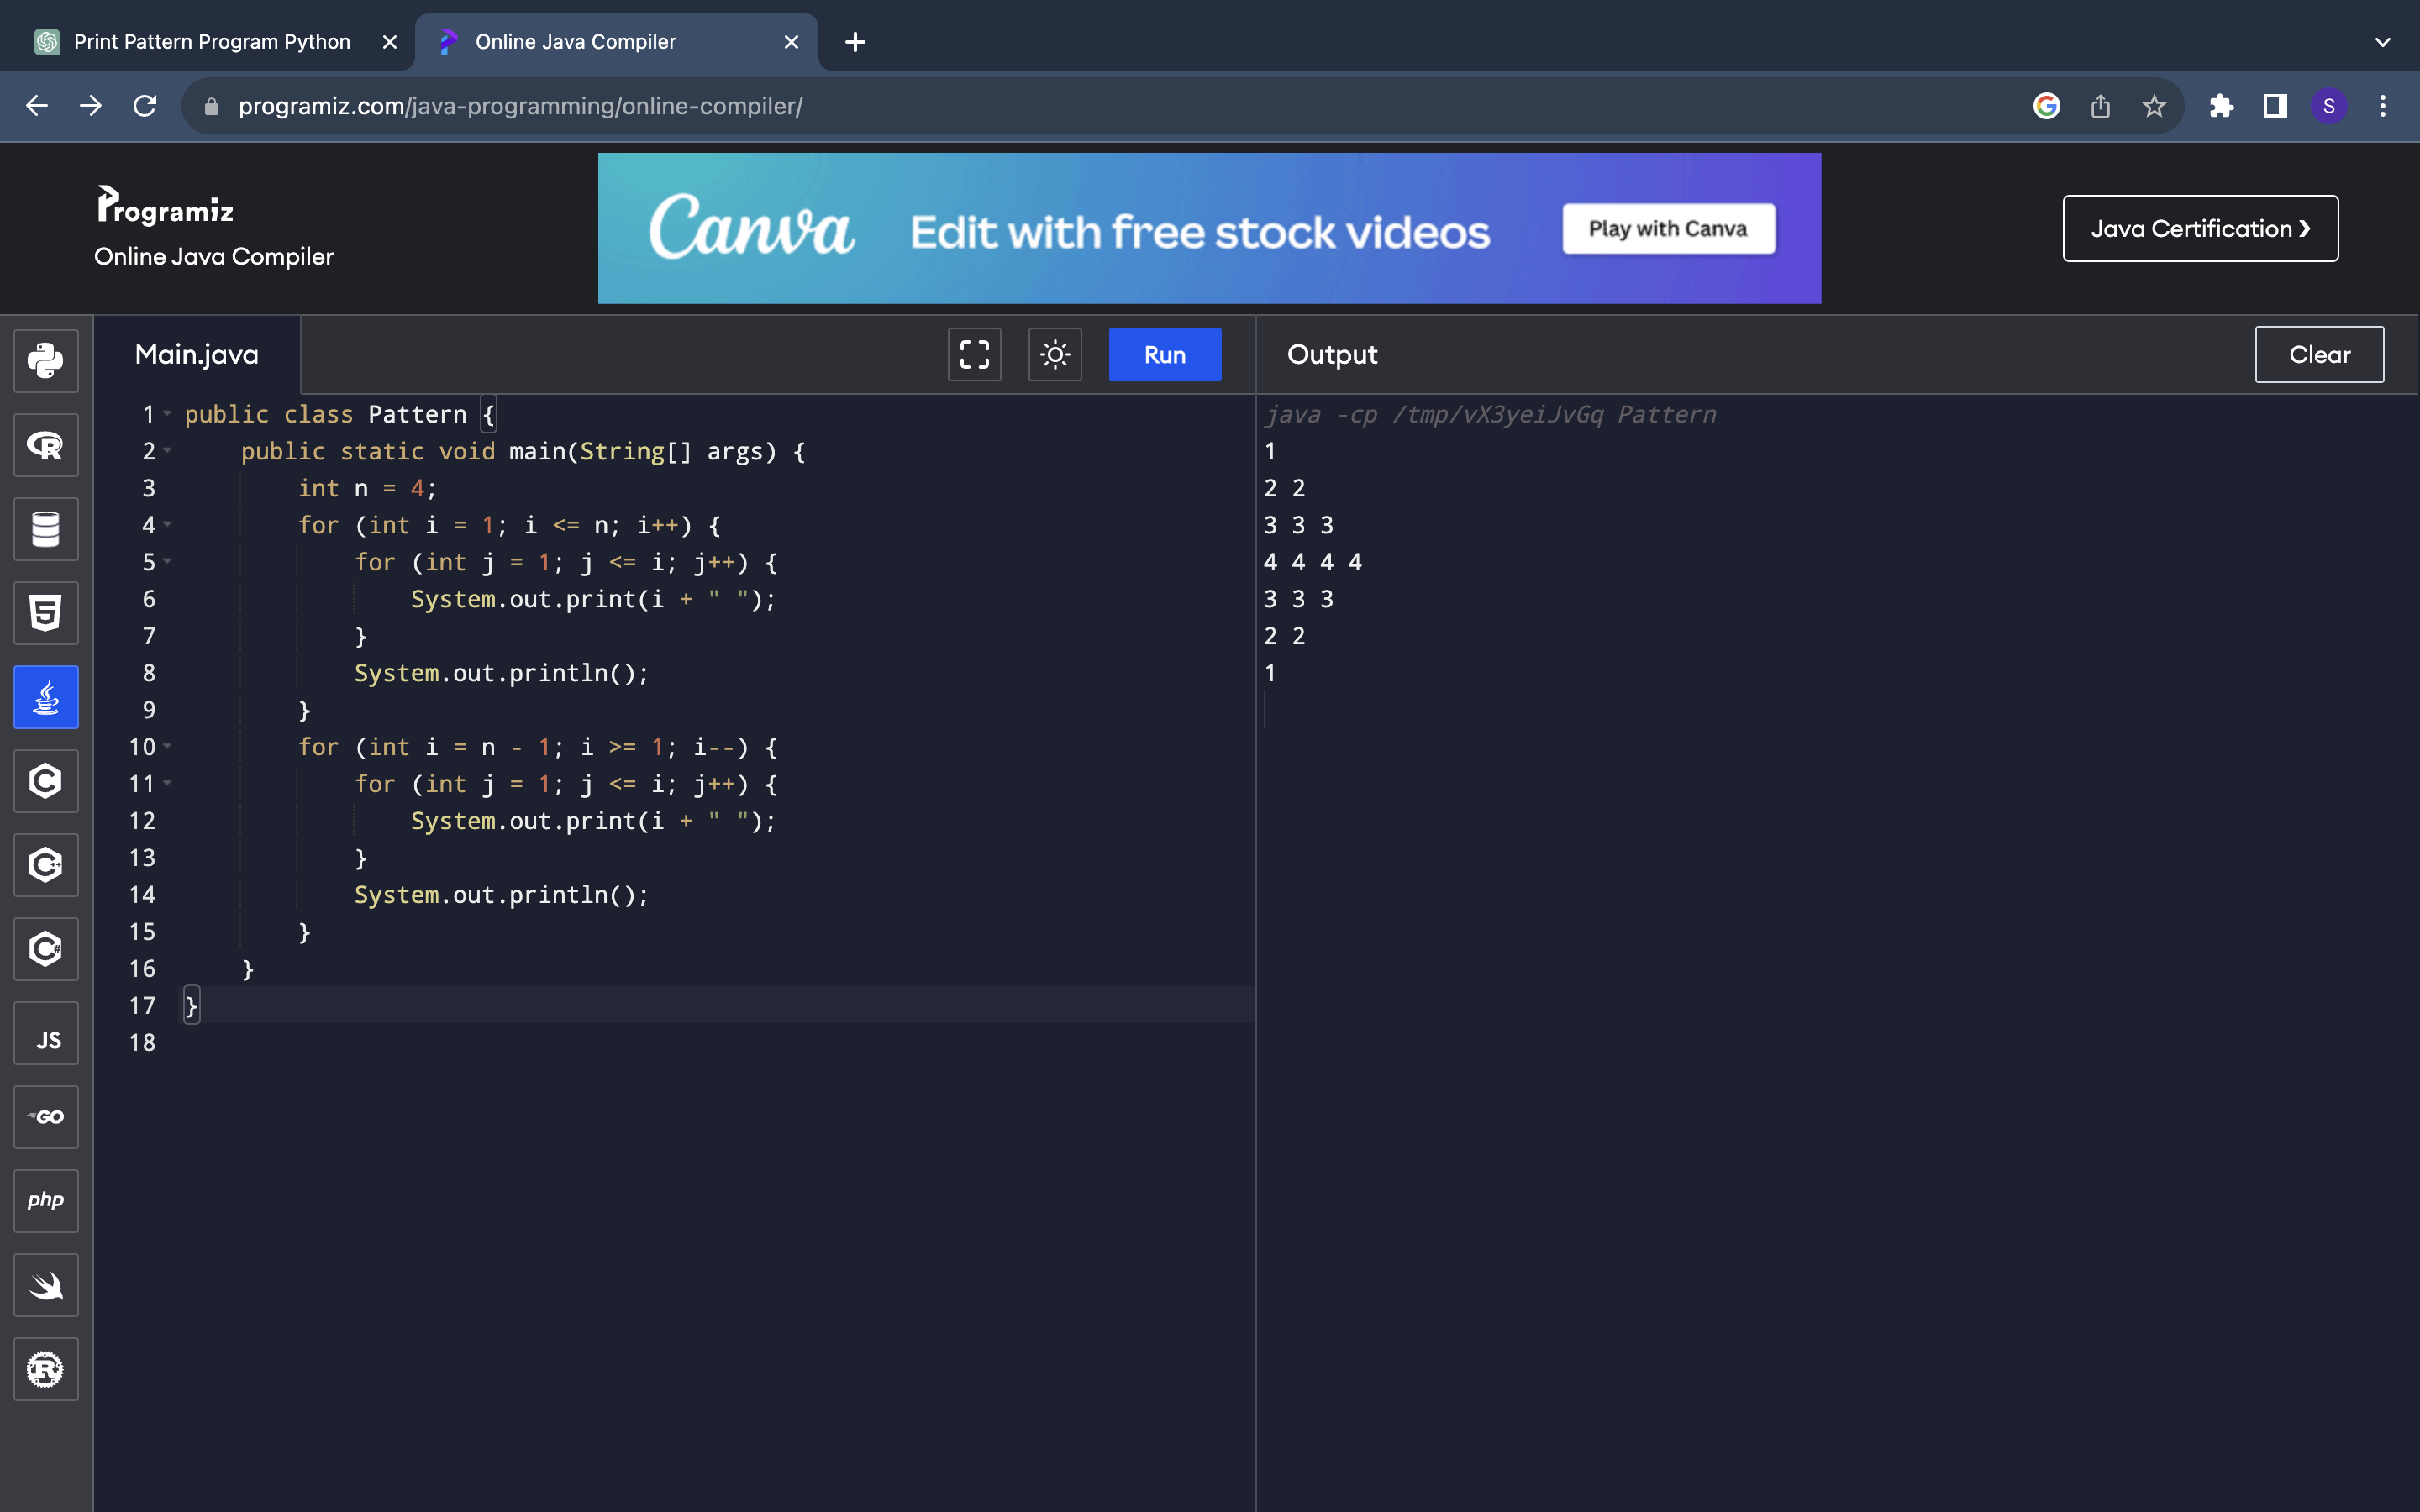 Print Pattern Program Python
Online Java Compiler
programiz.com/java-programming/online-compiler/
S
Programiz
Online Java Compiler
Canva
Edit with free stock videos
Play with Canva
Java Certification ❯
Main.java
Run
Output
Clear
1 public class Pattern {
2     public static void main(String[] args) {
3         int n = 4;
4         for (int i = 1; i <= n; i++) {
5             for (int j = 1; j <= i; j++) {
6                 System.out.print(i + " ");
7             }
8             System.out.println();
9         }
10         for (int i = n - 1; i >= 1; i--) {
11             for (int j = 1; j <= i; j++) {
12                 System.out.print(i + " ");
13             }
14             System.out.println();
15         }
16     }
17 }
18
java -cp /tmp/vX3yeiJvGq Pattern
1
2 2
3 3 3
4 4 4 4
3 3 3
2 2
1
R
5
C
C++
C#
JS
GO
php
R